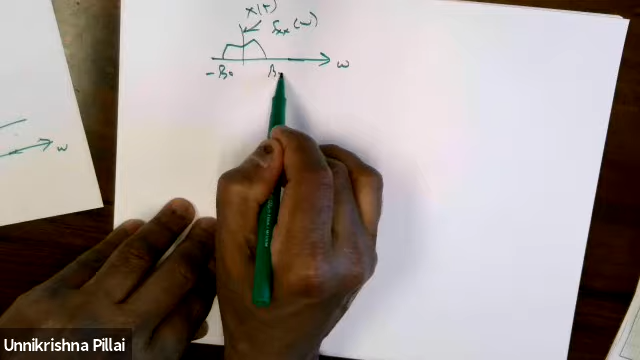 X(t)
Sxx(ω)
-B₀ B₀ ω
ω
Unnikrishna Pillai